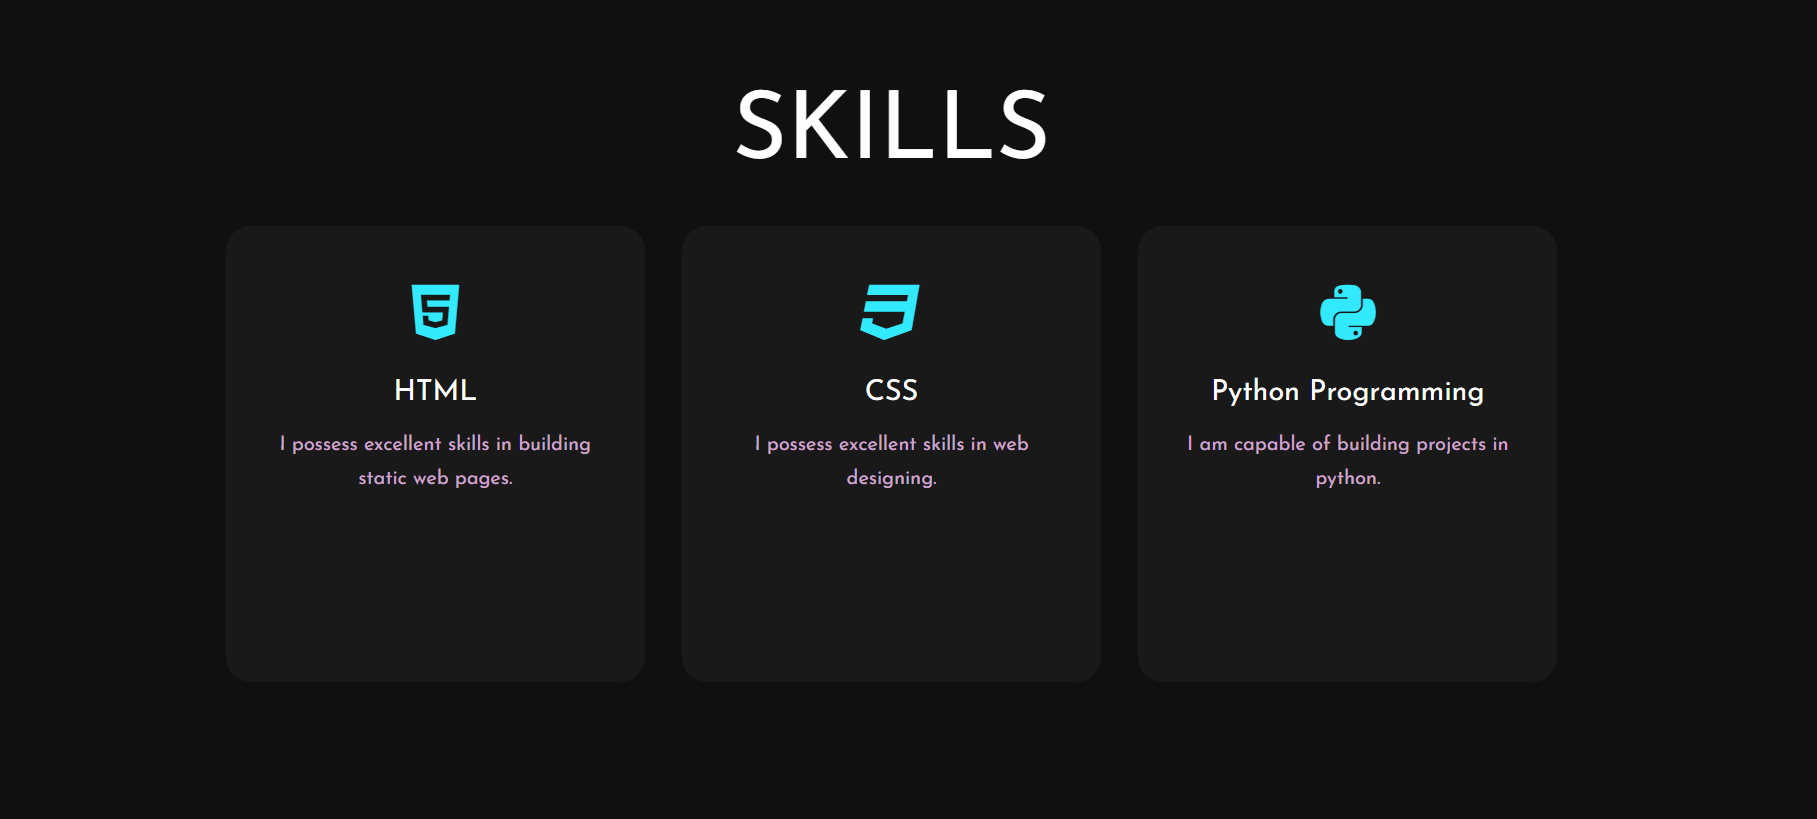 SKILLS
HTML
I possess excellent skills in building
static web pages.
CSS
I possess excellent skills in web
designing.
Python Programming
I am capable of building projects in
python.